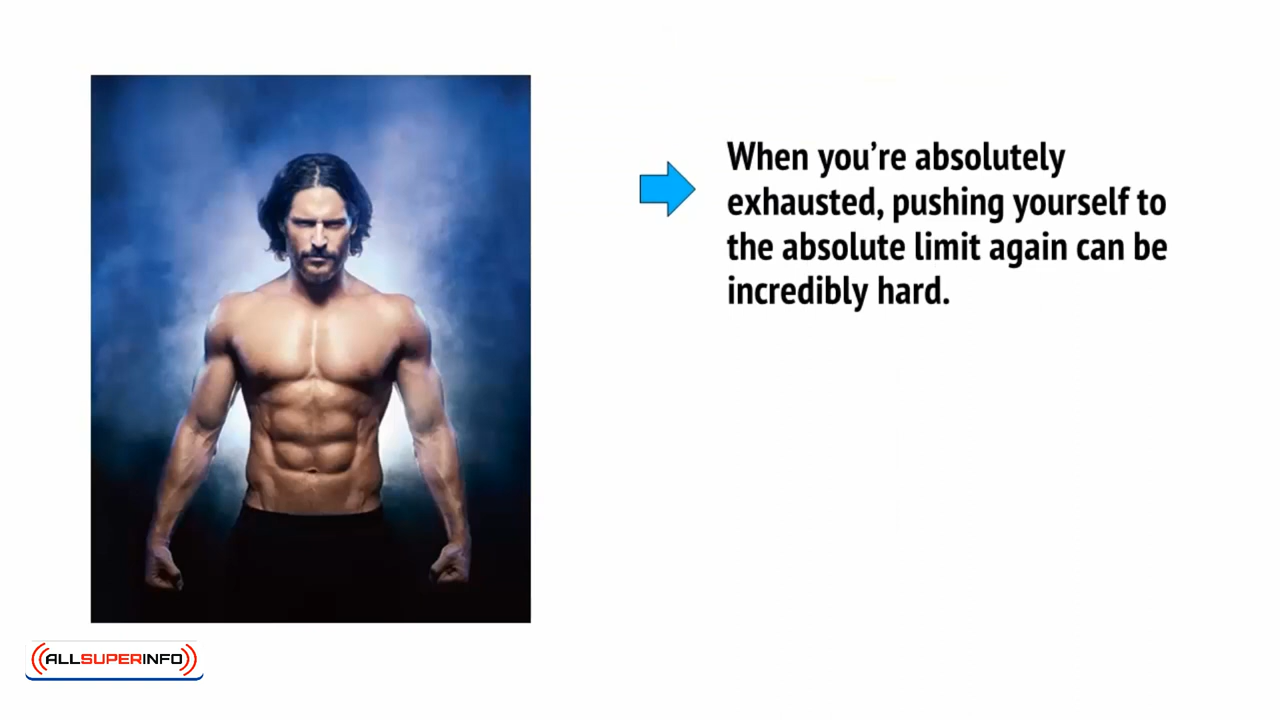 When you’re absolutely
exhausted, pushing yourself to
the absolute limit again can be
incredibly hard.
ALLSUPERINFO